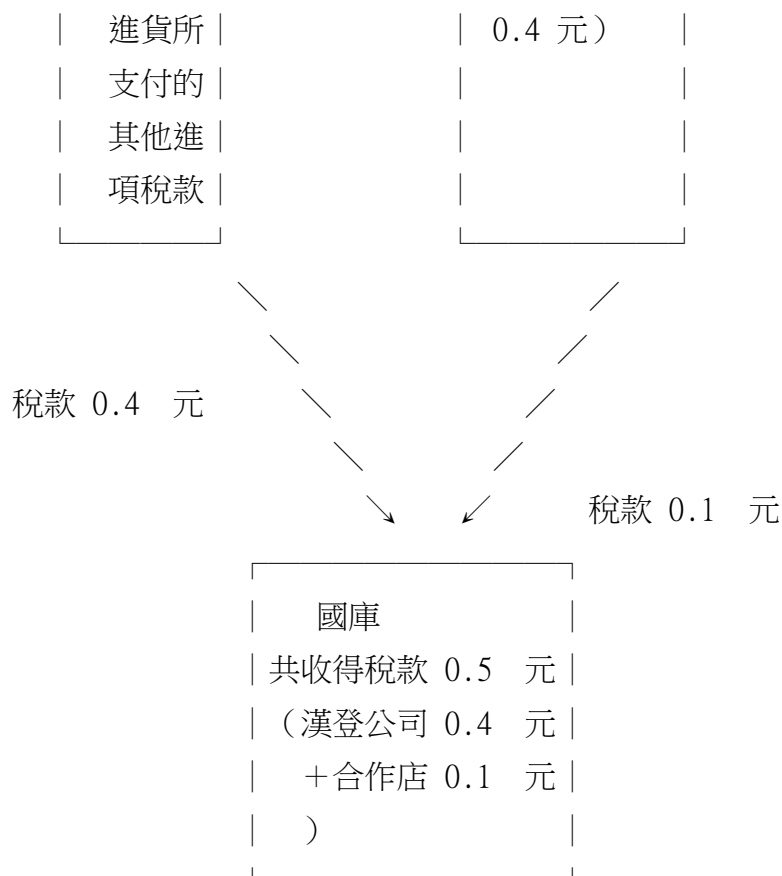 進貨所 0.4 元）
支付的
其他進
項稅款
稅款 0.4 元
稅款 0.1 元
國庫
共收得稅款 0.5 元
（漢登公司 0.4 元
＋合作店 0.1 元
）